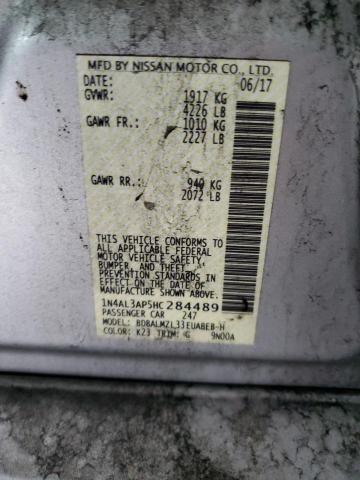 MFD BY NISSAN MOTOR CO., LTD.
DATE: 06/17
GVWR: 1917 KG
4226 LB
GAWR FR.: 1010 KG
2227 LB
GAWR RR.: 940 KG
2072 LB
THIS VEHICLE CONFORMS TO
ALL APPLICABLE FEDERAL
MOTOR VEHICLE SAFETY,
BUMPER, AND THEFT
PREVENTION STANDARDS IN
EFFECT ON THE DATE OF
MANUFACTURE SHOWN ABOVE.
1N4AL3AP5HC284489
PASSENGER CAR 247
MODEL: BDBALMZL33EUABEB-H
COLOR: K23 TRIM: G 9N00A